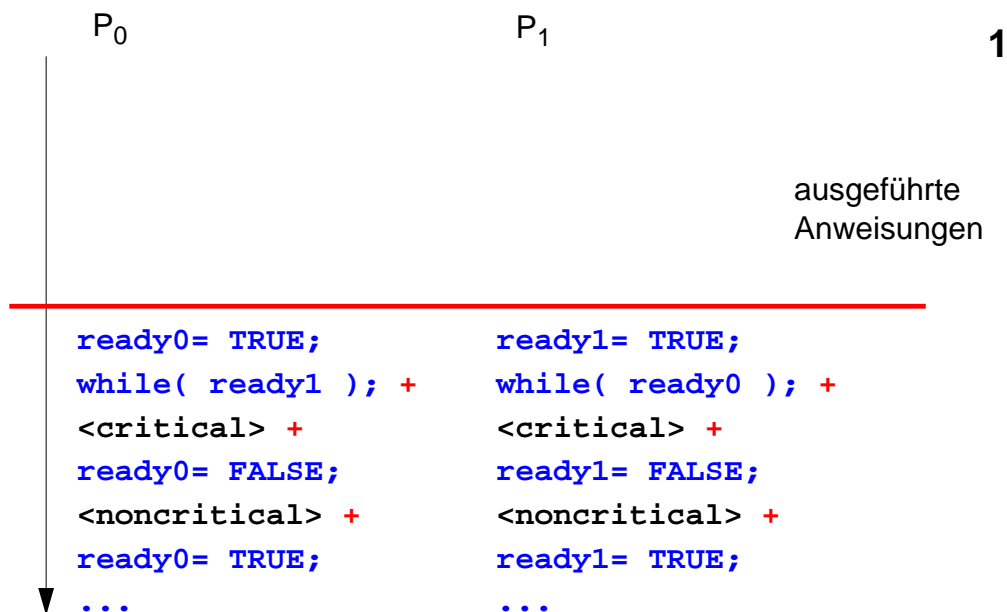 P0 P1
1
ausgeführte
Anweisungen
ready0= TRUE; ready1= TRUE;
while( ready1 ); + while( ready0 ); +
<critical> + <critical> +
ready0= FALSE; ready1= FALSE;
<noncritical> + <noncritical> +
ready0= TRUE; ready1= TRUE;
... ...